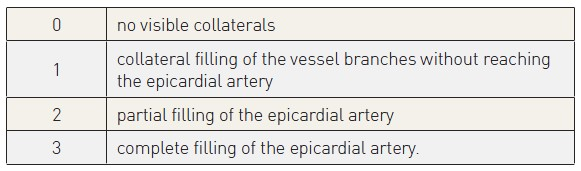 0 no visible collaterals
1 collateral filling of the vessel branches without reaching
the epicardial artery
2 partial filling of the epicardial artery
3 complete filling of the epicardial artery.